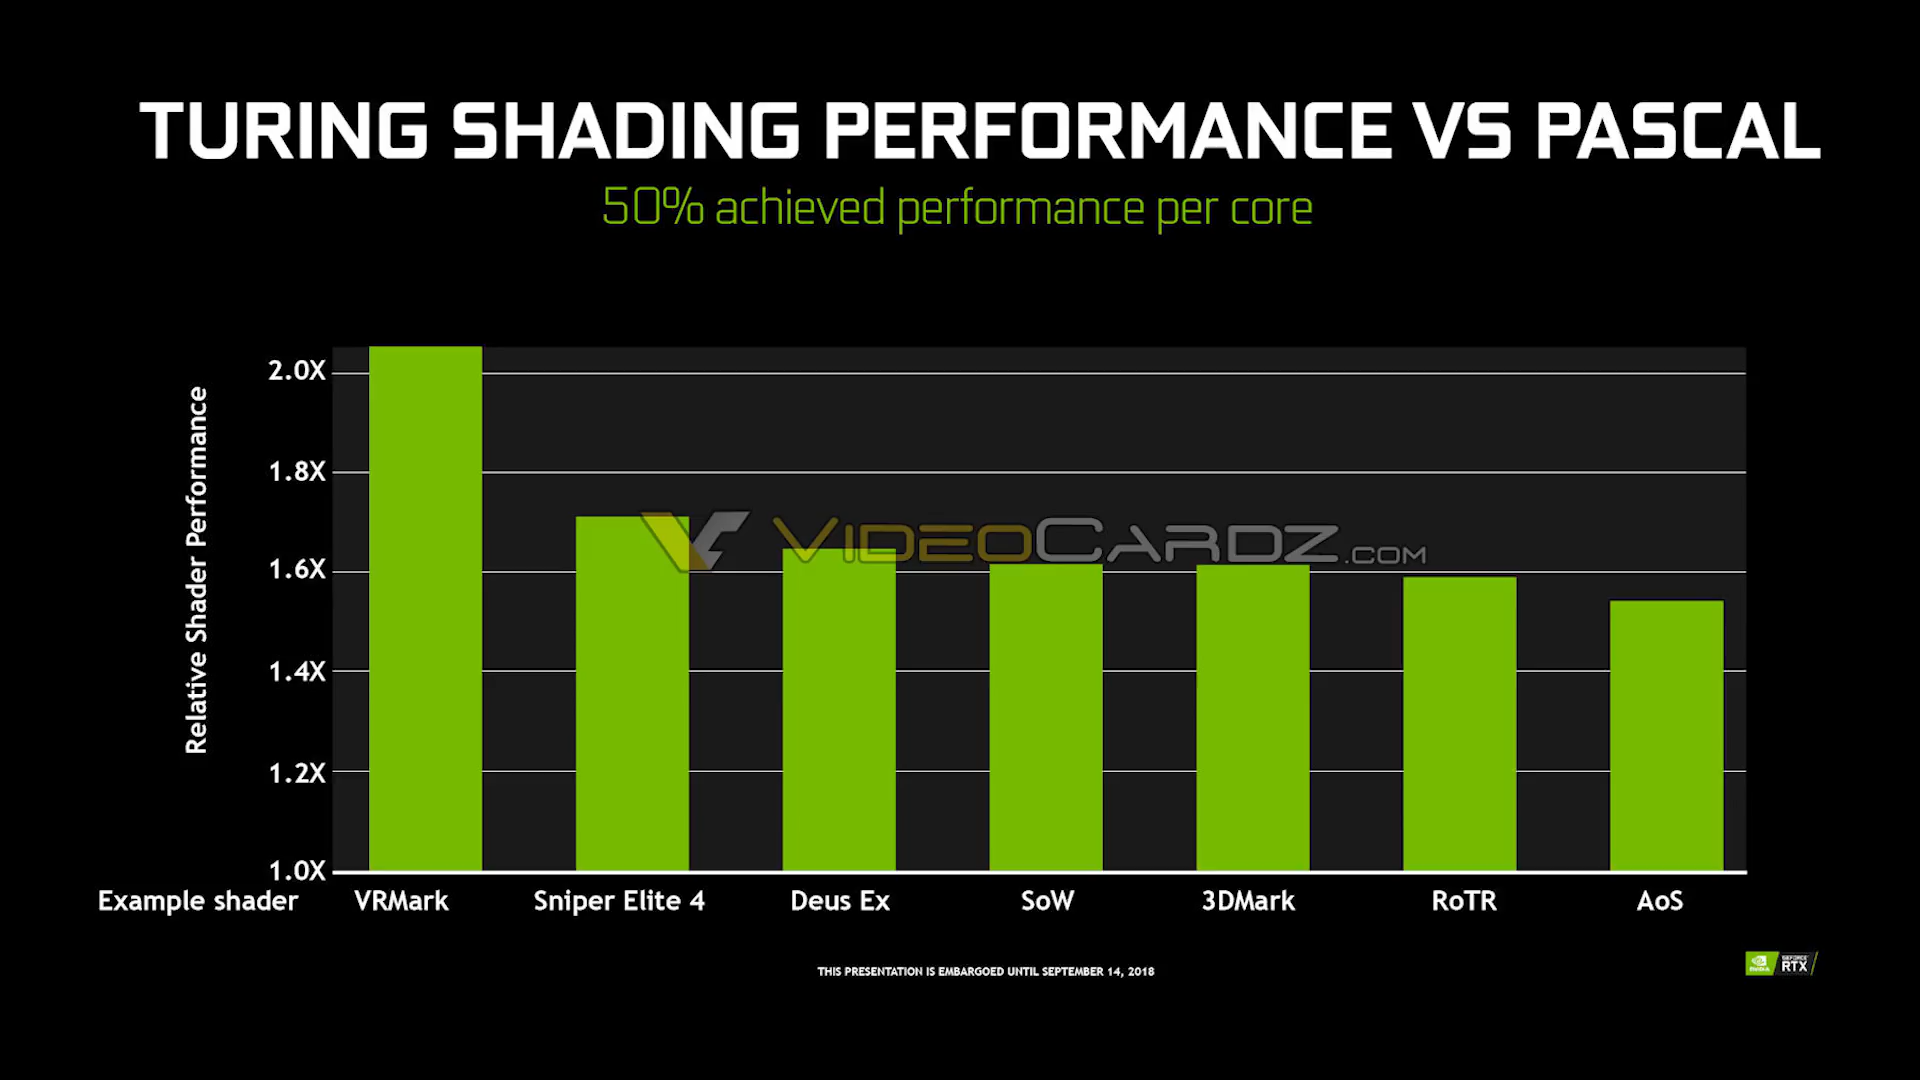 TURING SHADING PERFORMANCE VS PASCAL
50% achieved performance per core
Relative Shader Performance
2.0X
1.8X
1.6X
1.4X
1.2X
1.0X
VIDEOCARDZ.COM
Example shader VRMark Sniper Elite 4 Deus Ex SoW 3DMark RoTR AoS
THIS PRESENTATION IS EMBARGOED UNTIL SEPTEMBER 14, 2018
NVIDIA GEFORCE RTX